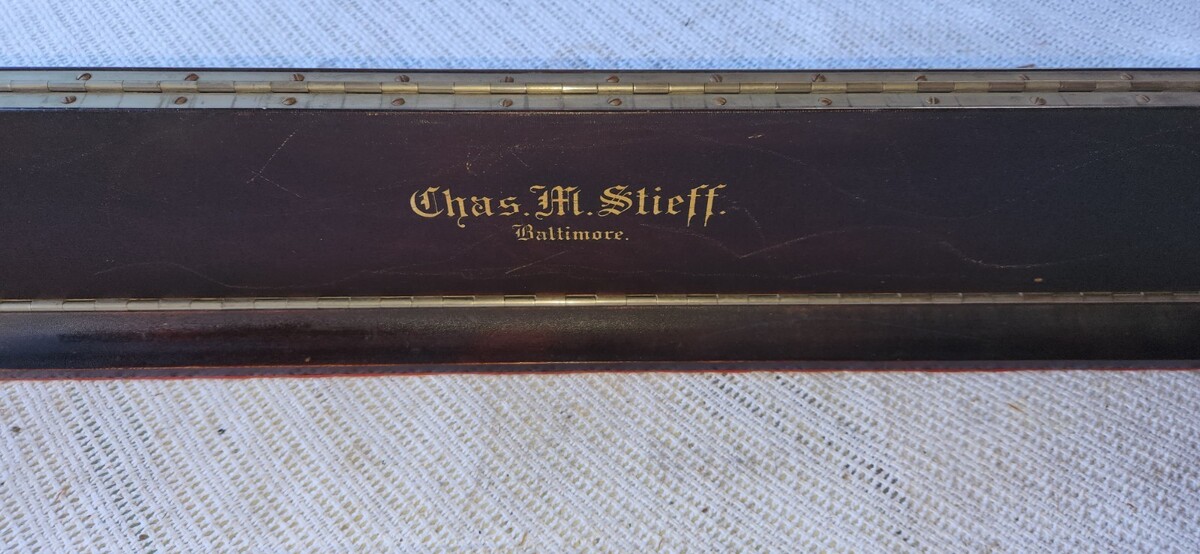 Chas. M. Stieff.
Baltimore.